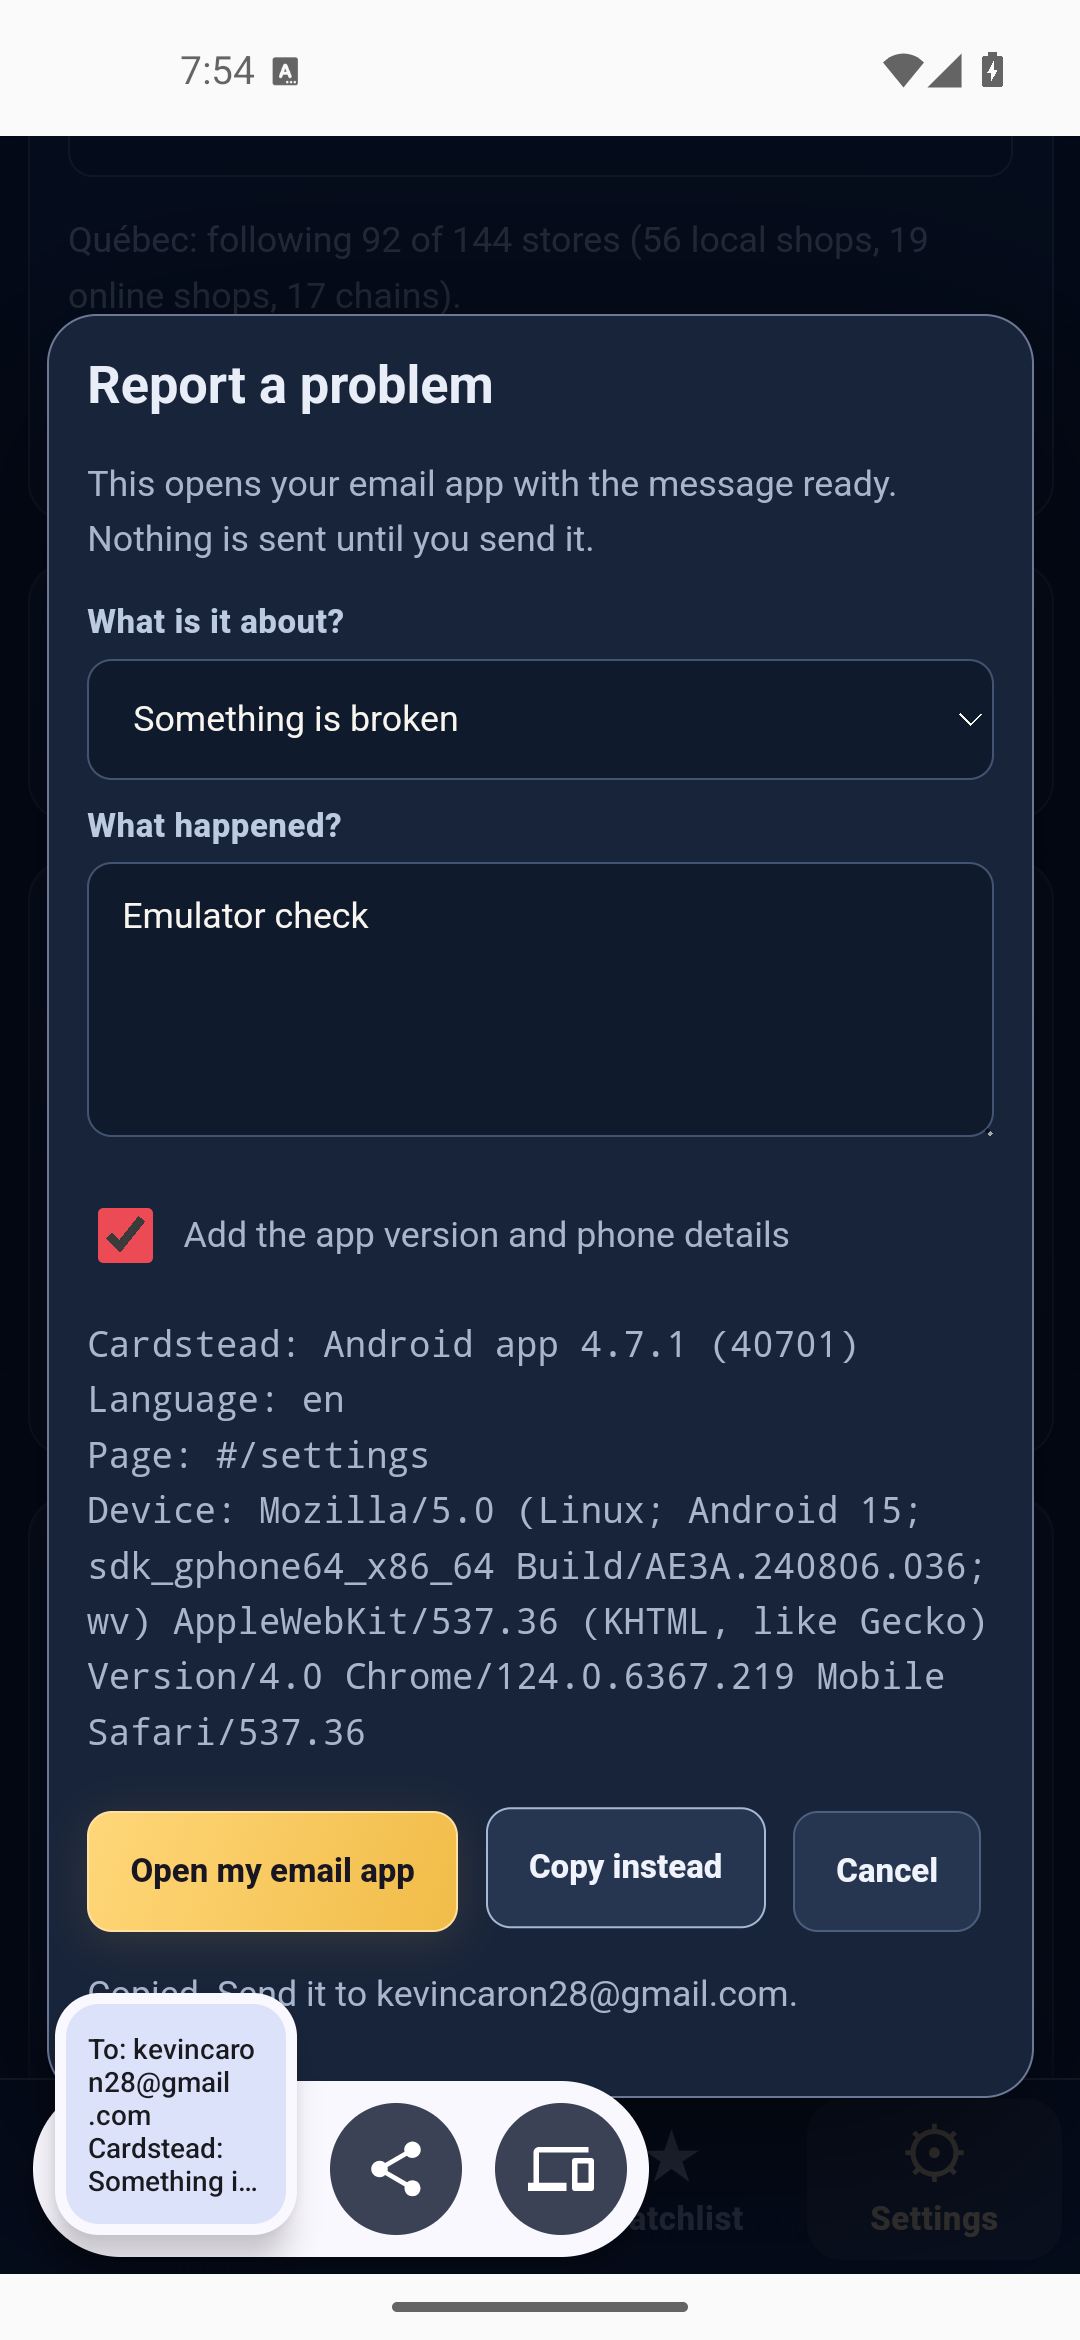 7:54
Québec: following 92 of 144 stores (56 local shops, 19
online shops, 17 chains).
Report a problem
This opens your email app with the message ready.
Nothing is sent until you send it.
What is it about?
Something is broken
What happened?
Emulator check
Add the app version and phone details
Cardstead: Android app 4.7.1 (40701)
Language: en
Page: #/settings
Device: Mozilla/5.0 (Linux; Android 15;
sdk_gphone64_x86_64 Build/AE3A.240806.036;
wv) AppleWebKit/537.36 (KHTML, like Gecko)
Version/4.0 Chrome/124.0.6367.219 Mobile
Safari/537.36
Open my email app
Copy instead
Cancel
Copied. Send it to kevincaron28@gmail.com.
To: kevincaro
n28@gmail
.com
Cardstead:
Something i...
atchlist
Settings